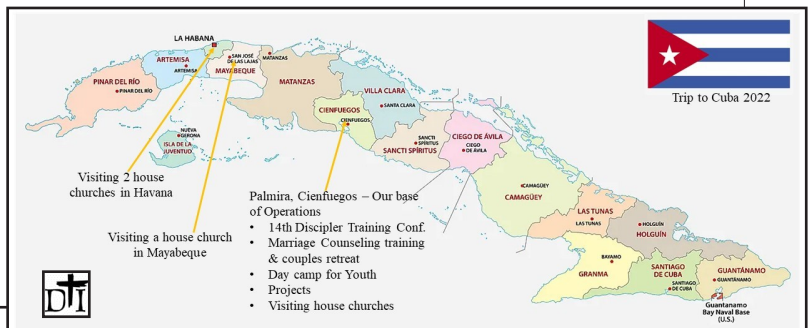 LA HABANA
ARTEMISA
ARTEMISA
SAN JOSÉ
DE LAS LAJAS
MAYABEQUE
MATANZAS
PINAR DEL RÍO
PINAR DEL RÍO
MATANZAS
VILLA CLARA
SANTA CLARA
CIENFUEGOS
CIENFUEGOS
NUEVA
GERONA
ISLA DE LA
JUVENTUD
SANCTI
SPÍRITUS
SANCTI SPÍRITUS
CIEGO DE ÁVILA
CIEGO
DE ÁVILA
CAMAGÜEY
CAMAGÜEY
LAS TUNAS
LAS TUNAS
HOLGUÍN
HOLGUÍN
BAYAMO
GRANMA
SANTIAGO
DE CUBA
SANTIAGO
DE CUBA
GUANTÁNAMO
GUANTÁNAMO
Guantanamo
Bay Naval Base
(U.S.)
Trip to Cuba 2022
Visiting 2 house
churches in Havana
Visiting a house church
in Mayabeque
Palmira, Cienfuegos – Our base
of Operations
• 14th Discipler Training Conf.
• Marriage Counseling training
& couples retreat
• Day camp for Youth
• Projects
• Visiting house churches
DTI